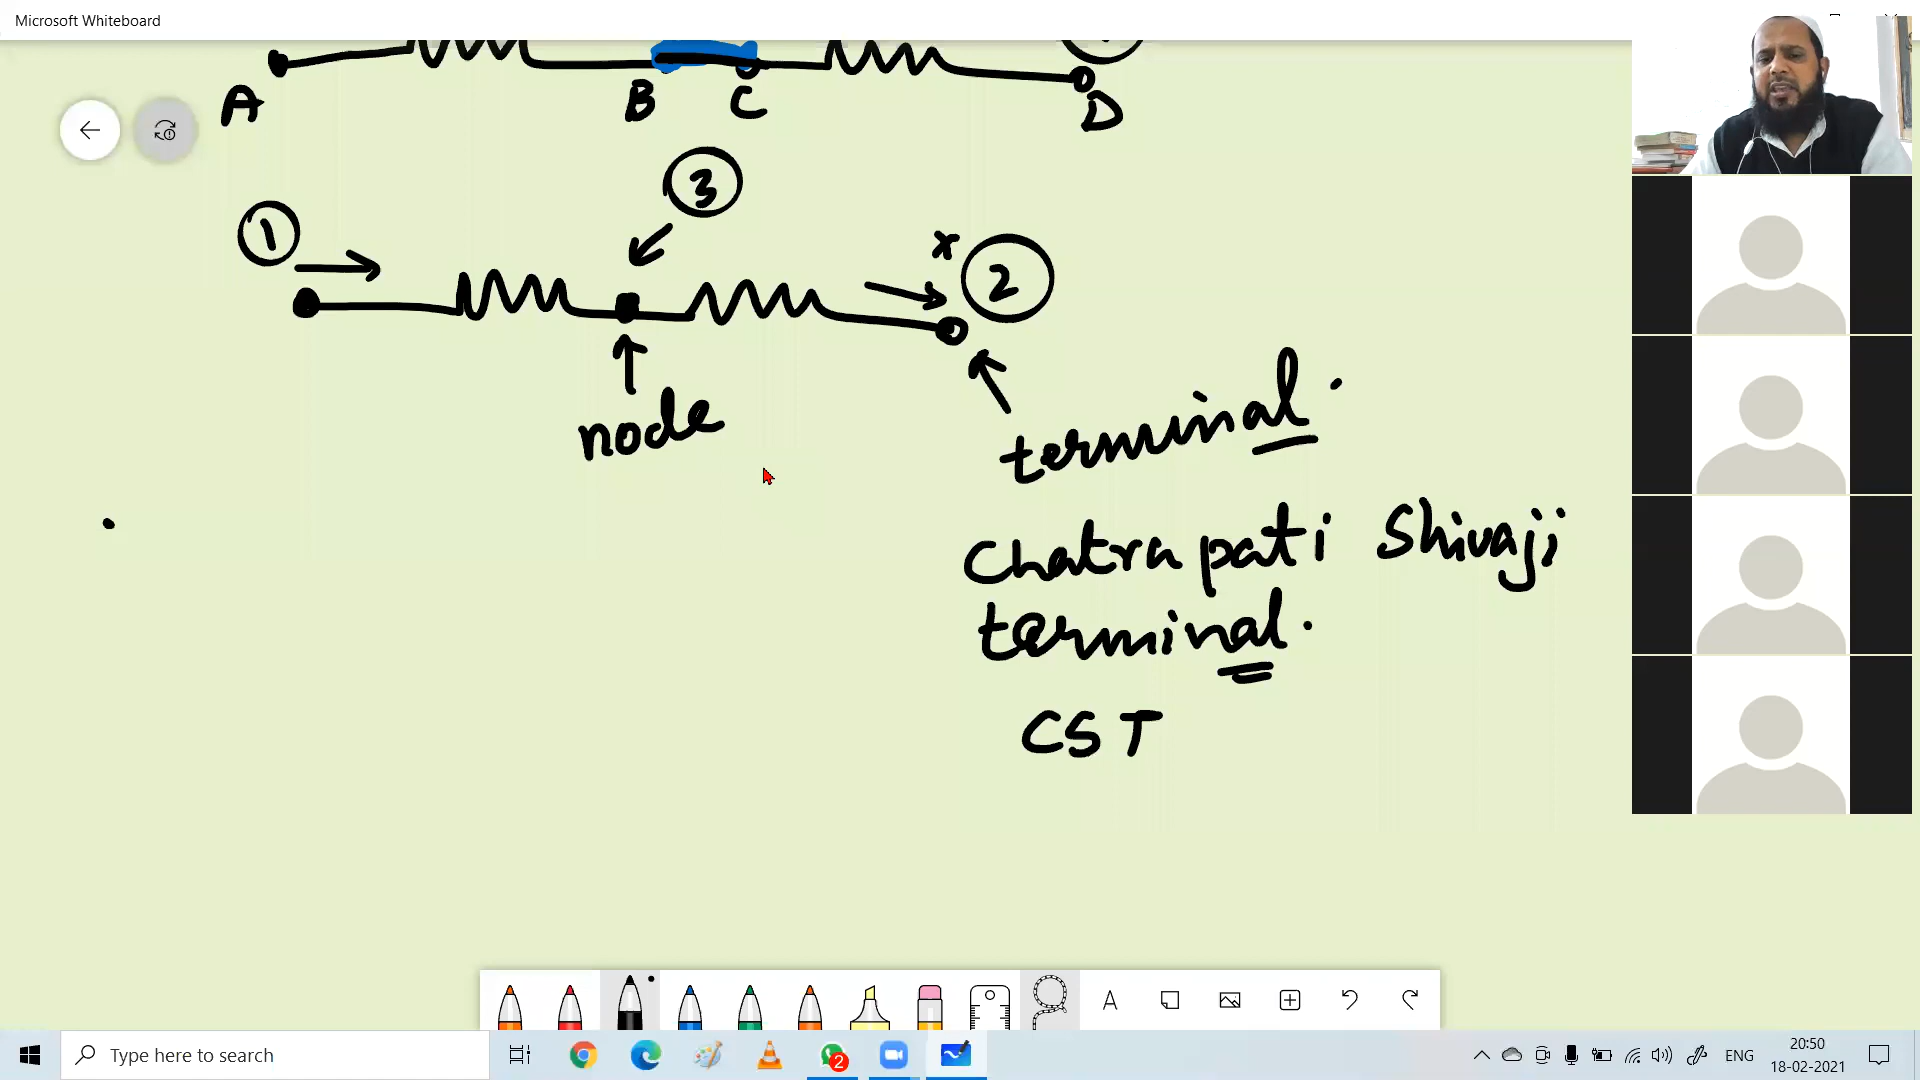 Microsoft Whiteboard
A B C D
3
1
x 2
node
terminal.
Chatrapati Shivaji
terminal.
CST
A
Type here to search
2
ENG
20:50
18-02-2021